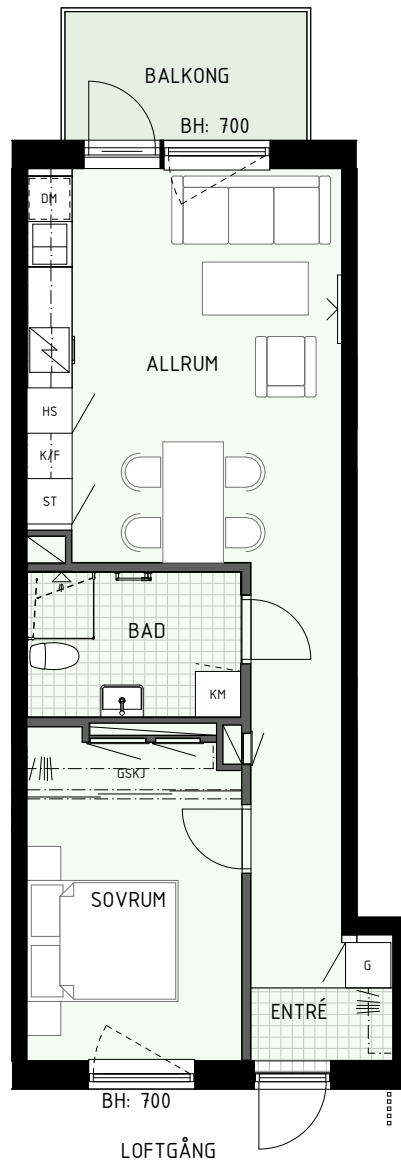 BALKONG
BH: 700
DM
ALLRUM
HS
K/F
ST
BAD
KM
GSKJ
SOVRUM
G
ENTRÉ
BH: 700
LOFTGÅNG